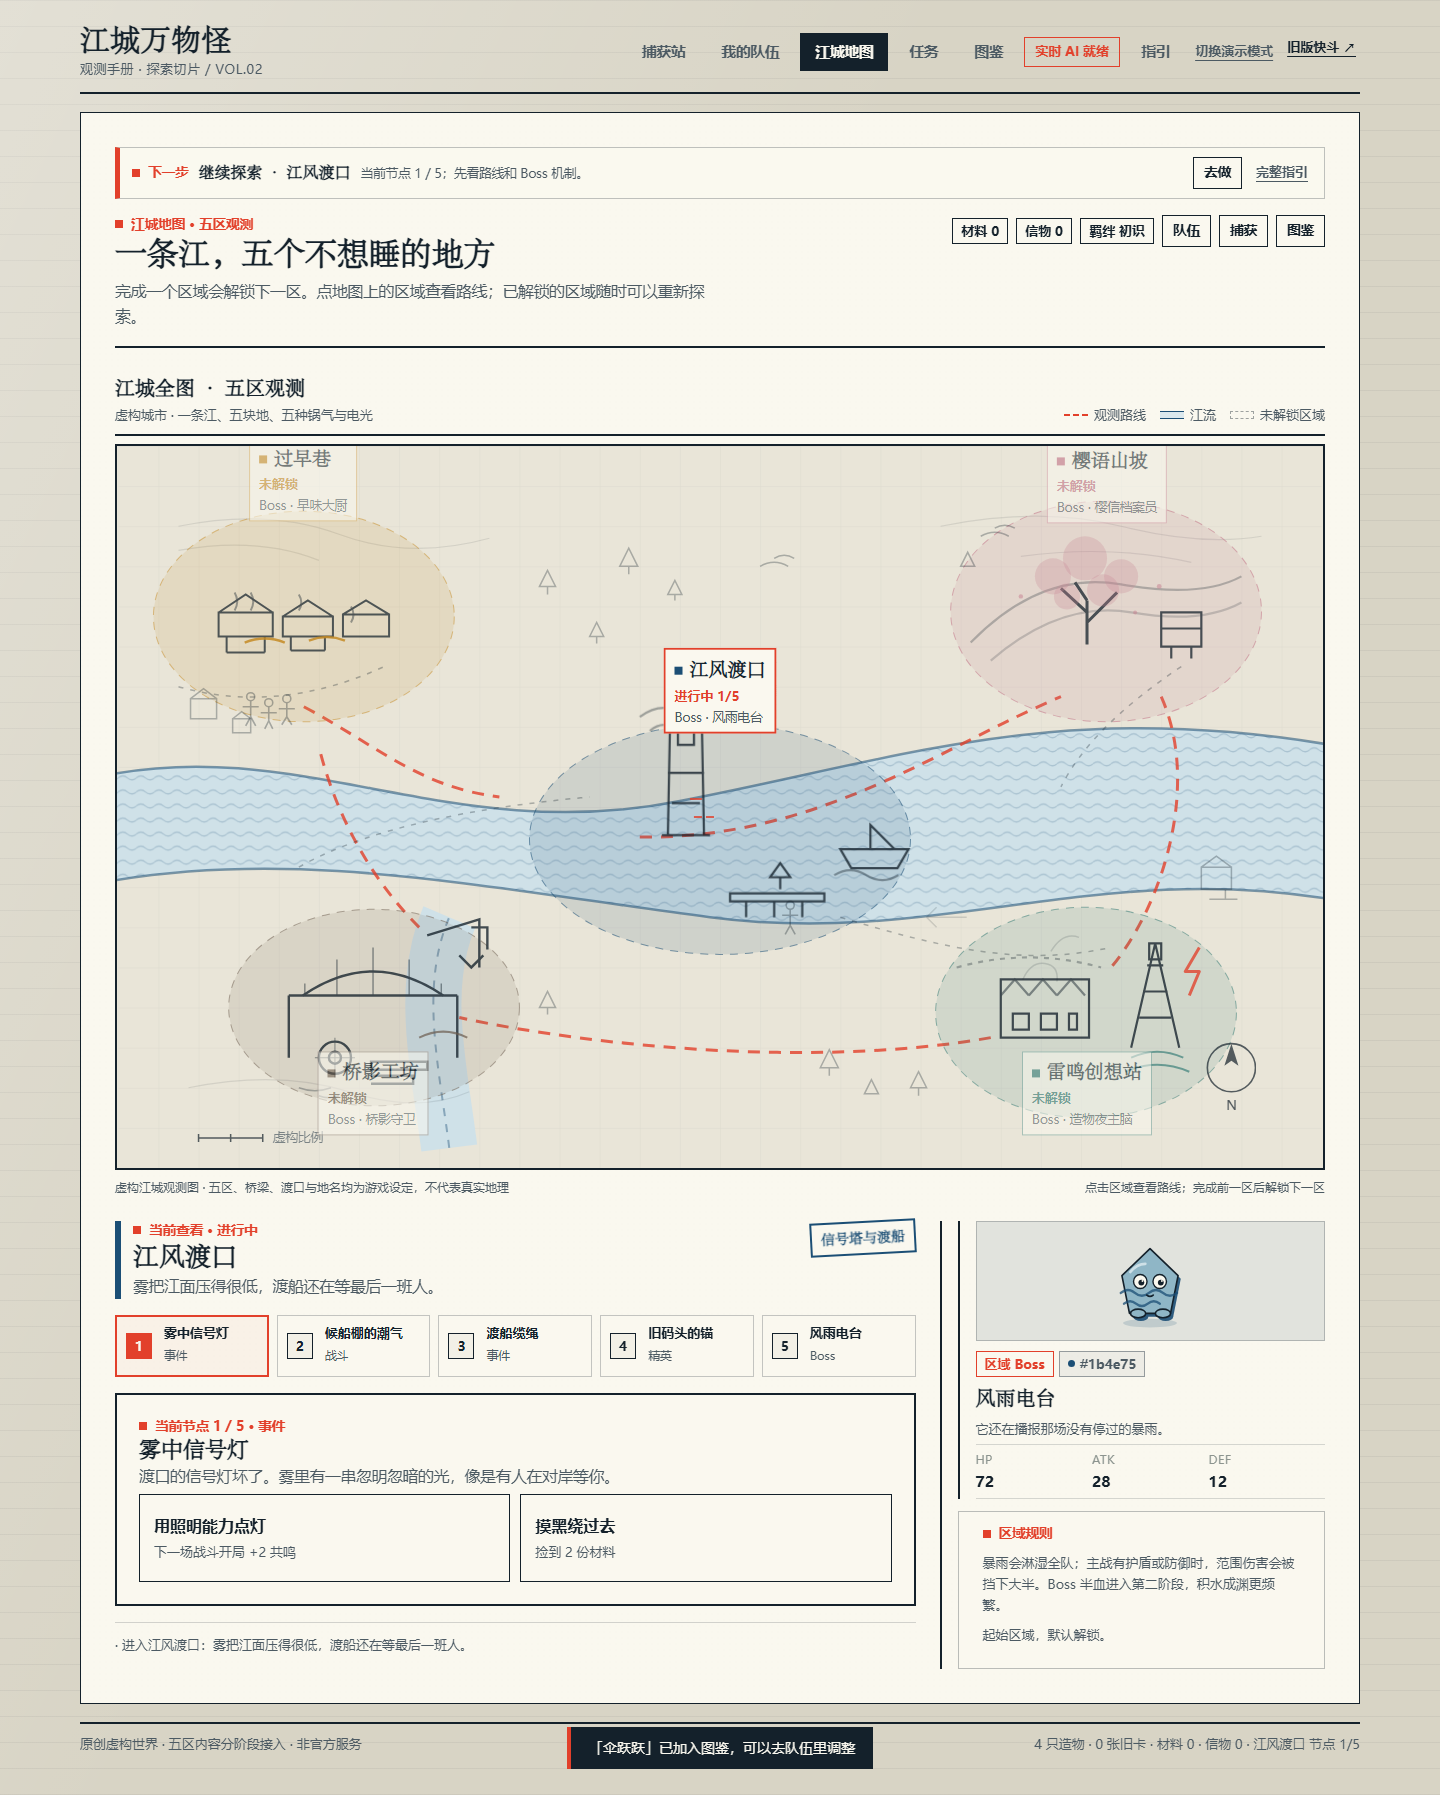 江城万物怪
观测手册 · 探索切片 / VOL.02
捕获站 我的队伍 江城地图 任务 图鉴 实时 AI 就绪 指引 切换演示模式 旧版快斗 ↗
下一步 继续探索 · 江风渡口 当前节点 1 / 5；先看路线和 Boss 机制。
去做 完整指引
江城地图 • 五区观测
一条江，五个不想睡的地方
材料 0 信物 0 羁绊 初识 队伍 捕获 图鉴
完成一个区域会解锁下一区。点地图上的区域查看路线；已解锁的区域随时可以重新探
索。
江城全图 · 五区观测
虚构城市 · 一条江、五块地、五种锅气与电光
观测路线 江流 未解锁区域
过早巷
未解锁
Boss · 早味大厨
樱语山坡
未解锁
Boss · 樱信档案员
江风渡口
进行中 1/5
Boss · 风雨电台
桥影工坊
未解锁
Boss · 桥影守卫
雷鸣创想站
未解锁
Boss · 造物夜主脑
N
虚构比例
虚构江城观测图 · 五区、桥梁、渡口与地名均为游戏设定，不代表真实地理
点击区域查看路线；完成前一区后解锁下一区
当前查看 • 进行中
江风渡口
雾把江面压得很低，渡船还在等最后一班人。
信号塔与渡船
1 雾中信号灯
事件
2 候船棚的潮气
战斗
3 渡船缆绳
事件
4 旧码头的锚
精英
5 风雨电台
Boss
当前节点 1 / 5 • 事件
雾中信号灯
渡口的信号灯坏了。雾里有一串忽明忽暗的光，像是有人在对岸等你。
用照明能力点灯
下一场战斗开局 +2 共鸣
摸黑绕过去
捡到 2 份材料
· 进入江风渡口：雾把江面压得很低，渡船还在等最后一班人。
区域 Boss #1b4e75
风雨电台
它还在播报那场没有停过的暴雨。
HP ATK DEF
72 28 12
区域规则
暴雨会淋湿全队；主战有护盾或防御时，范围伤害会被
挡下大半。Boss 半血进入第二阶段，积水成渊更频
繁。
起始区域，默认解锁。
原创虚构世界 · 五区内容分阶段接入 · 非官方服务
「伞跃跃」已加入图鉴，可以去队伍里调整
4 只造物 · 0 张旧卡 · 材料 0 · 信物 0 · 江风渡口 节点 1/5